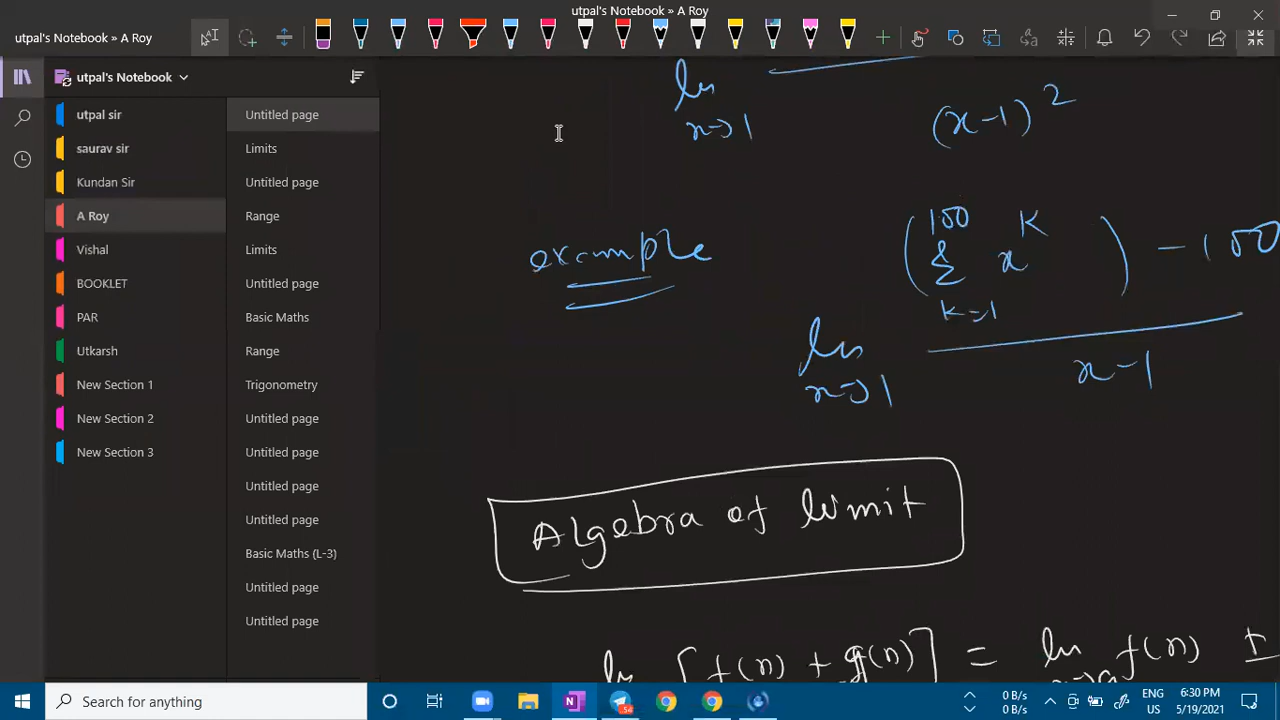 utpal's Notebook » A Roy
A Roy
utpal's Notebook
utpal sir
saurav sir
Kundan Sir
A Roy
Vishal
BOOKLET
PAR
Utkarsh
New Section 1
New Section 2
New Section 3
Untitled page
Limits
Untitled page
Range
Limits
Untitled page
Basic Maths
Range
Trigonometry
Untitled page
Untitled page
Untitled page
Untitled page
Basic Maths (L-3)
Untitled page
Untitled page
lim
x→1
(x-1)^2
example
lim
x→1
(100 Σ k=1 x^K) - 100
x-1
Algebra of limit
lim [f(n) + g(n)] = lim f(n) ±
Search for anything
54
0 B/s
0 B/s
ENG
US
6:30 PM
5/19/2021